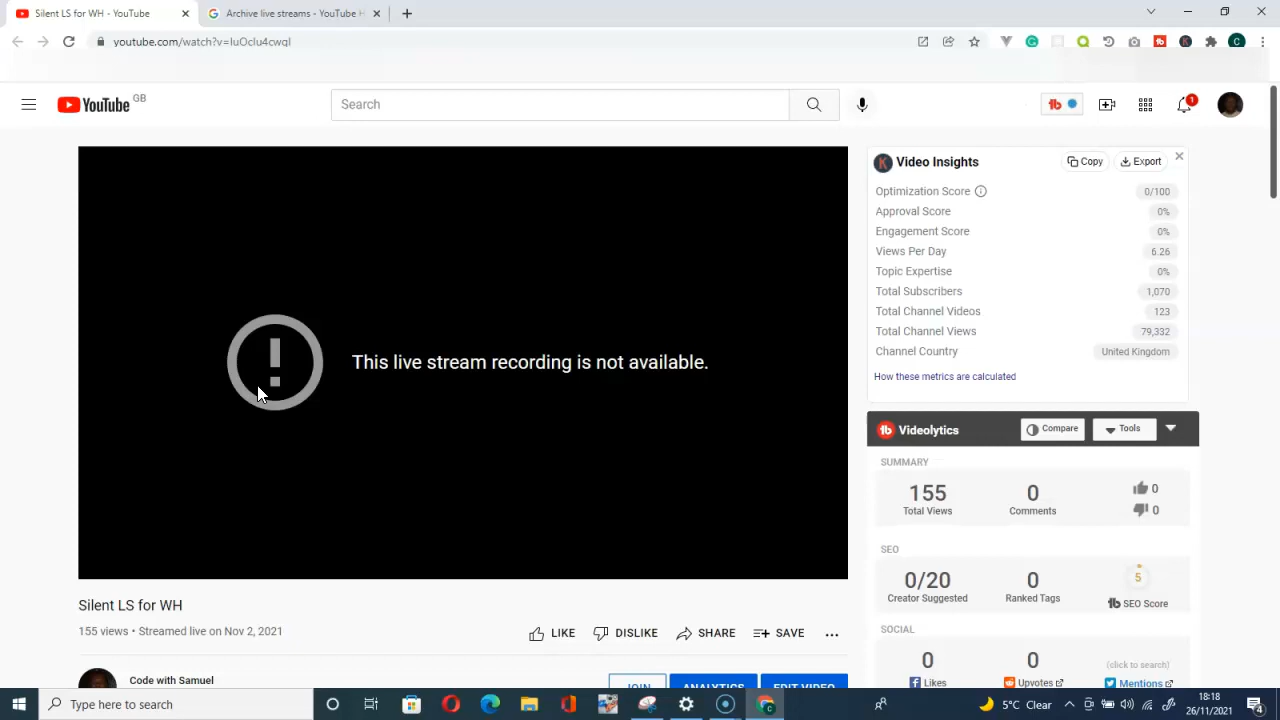 Silent LS for WH - YouTube
Archive live streams - YouTube H
youtube.com/watch?v=IuOcIu4cwqI
YouTube GB
Search
1
This live stream recording is not available.
Silent LS for WH
155 views • Streamed live on Nov 2, 2021
LIKE DISLIKE SHARE SAVE
Code with Samuel
JOIN ANALYTICS EDIT VIDEO
Video Insights
Copy Export
Optimization Score 0/100
Approval Score 0%
Engagement Score 0%
Views Per Day 6.26
Topic Expertise 0%
Total Subscribers 1,070
Total Channel Videos 123
Total Channel Views 79,332
Channel Country United Kingdom
How these metrics are calculated
Videolytics Compare Tools
SUMMARY
155 0 0
Total Views Comments 0
SEO
0/20 0 5
Creator Suggested Ranked Tags SEO Score
SOCIAL
0 0 (click to search)
Likes Upvotes Mentions
Type here to search
5°C Clear
18:18
26/11/2021
4